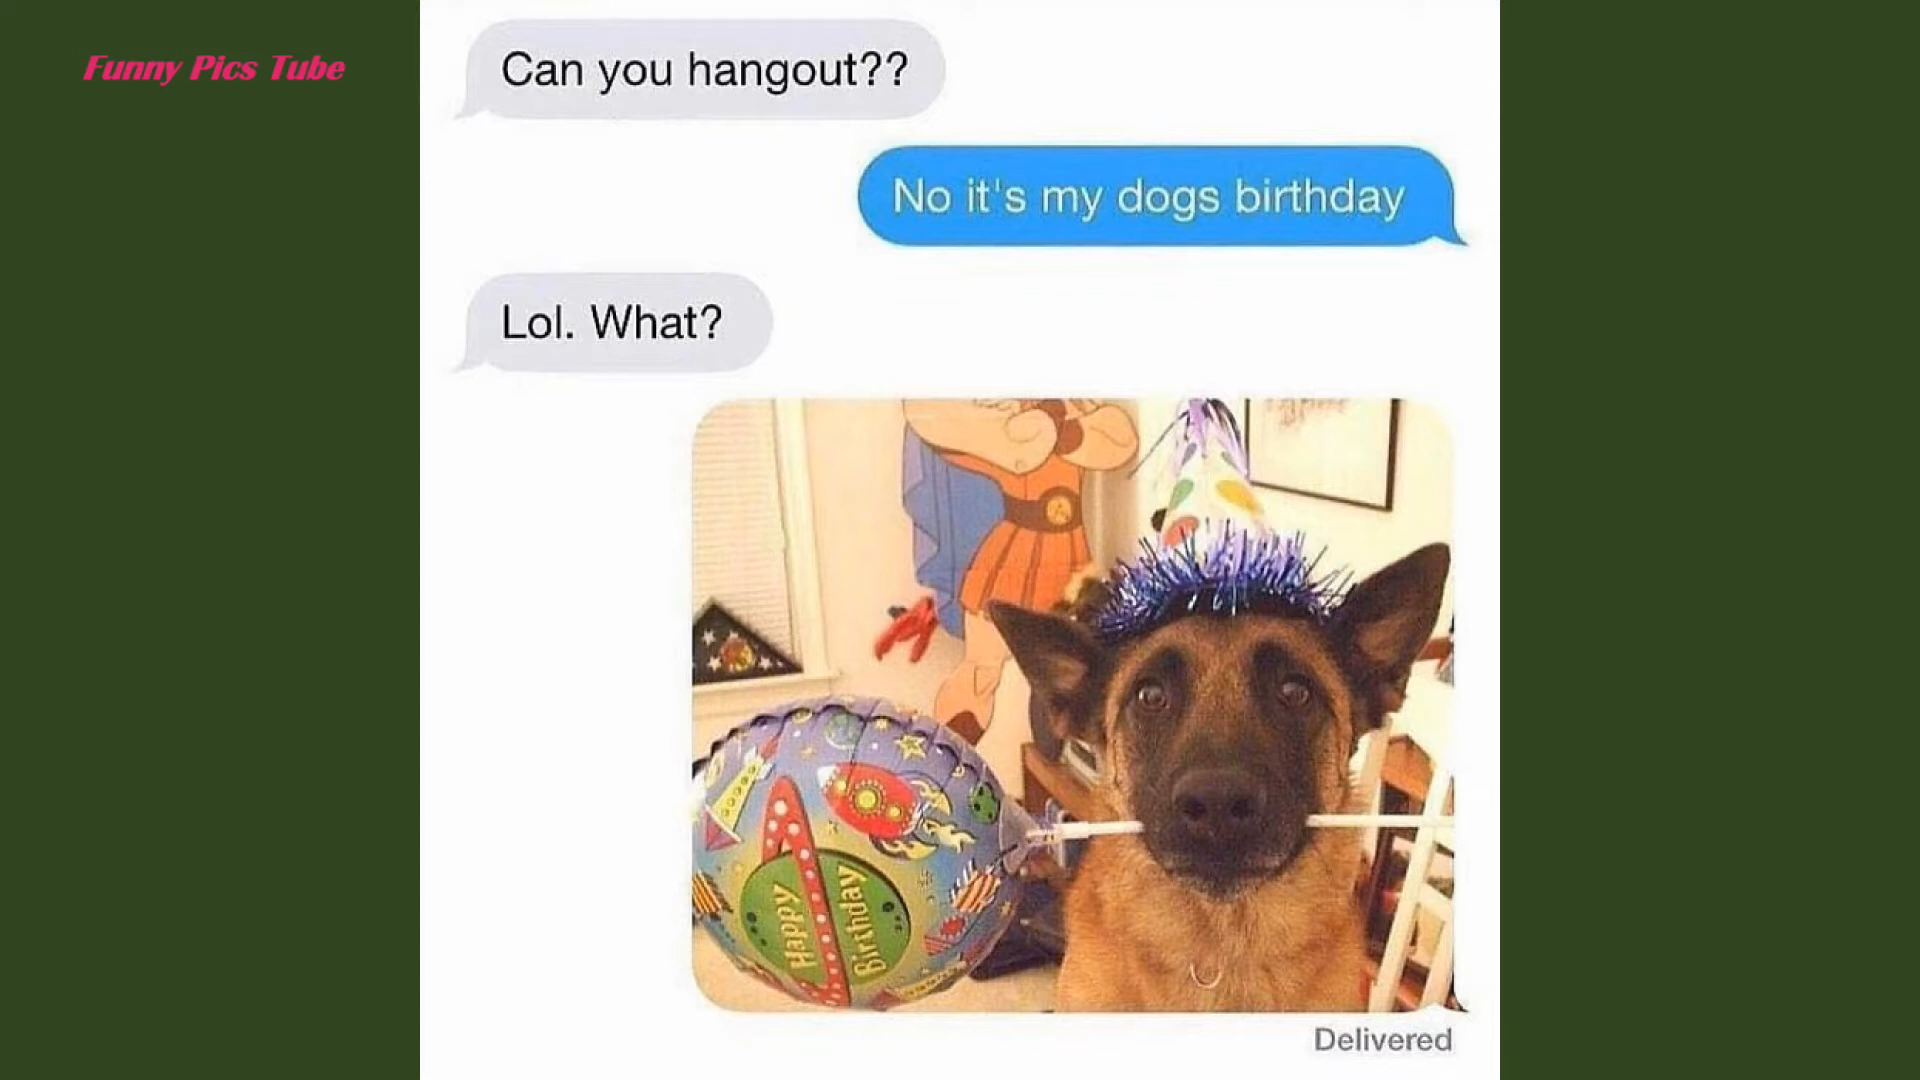 Funny Pics Tube
Can you hangout??
No it's my dogs birthday
Lol. What?
Happy
Birthday
Delivered